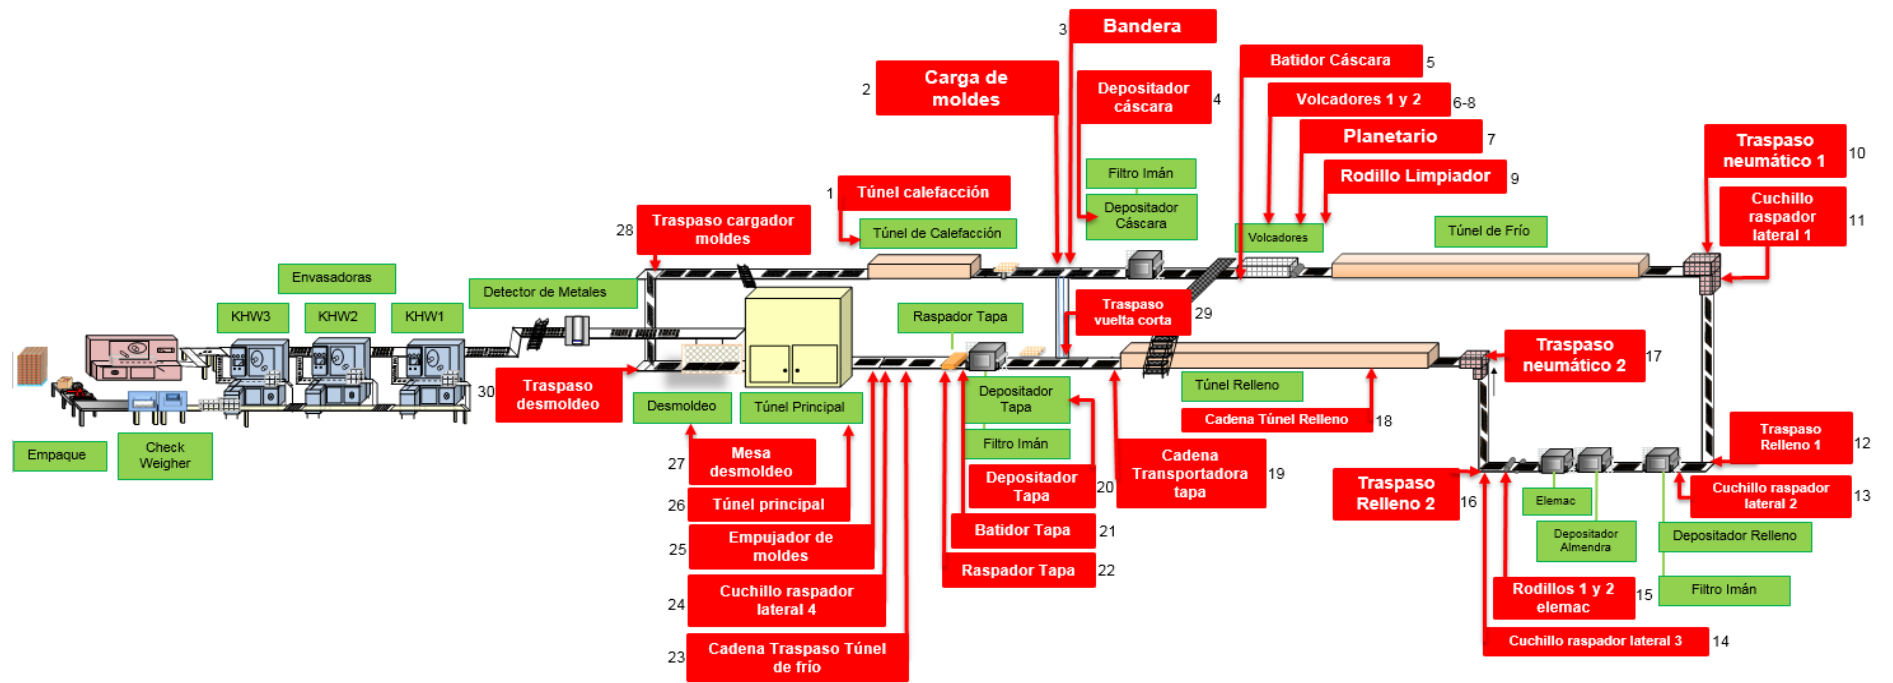 3
Bandera
2
Carga de
moldes
Depositador
cáscara
4
Batidor Cáscara
5
Volcadores 1 y 2
6-8
Planetario
7
Rodillo Limpiador
9
Traspaso
neumático 1
10
Cuchillo
raspador
lateral 1
11
1
Túnel calefacción
Filtro Imán
Depositador
Cáscara
28
Traspaso cargador
moldes
Túnel de Calefacción
Volcadores
Túnel de Frío
Envasadoras
Detector de Metales
KHW3
KHW2
KHW1
Raspador Tapa
Traspaso
vuelta corta
29
Traspaso
neumático 2
17
30
Traspaso
desmoldeo
Desmoldeo
Túnel Principal
Depositador
Tapa
Túnel Relleno
Cadena Túnel Relleno
18
Traspaso
Relleno 1
12
Empaque
Check
Weigher
Filtro Imán
27
Mesa
desmoldeo
Depositador
Tapa
20
Cadena
Transportadora
tapa
19
Traspaso
Relleno 2
16
Cuchillo raspador
lateral 2
13
26
Túnel principal
Elemac
25
Empujador de
moldes
Batidor Tapa
21
Depositador
Almendra
Depositador Relleno
Raspador Tapa
22
24
Cuchillo raspador
lateral 4
Rodillos 1 y 2
elemac
15
Filtro Imán
23
Cadena Traspaso Túnel
de frío
Cuchillo raspador lateral 3
14